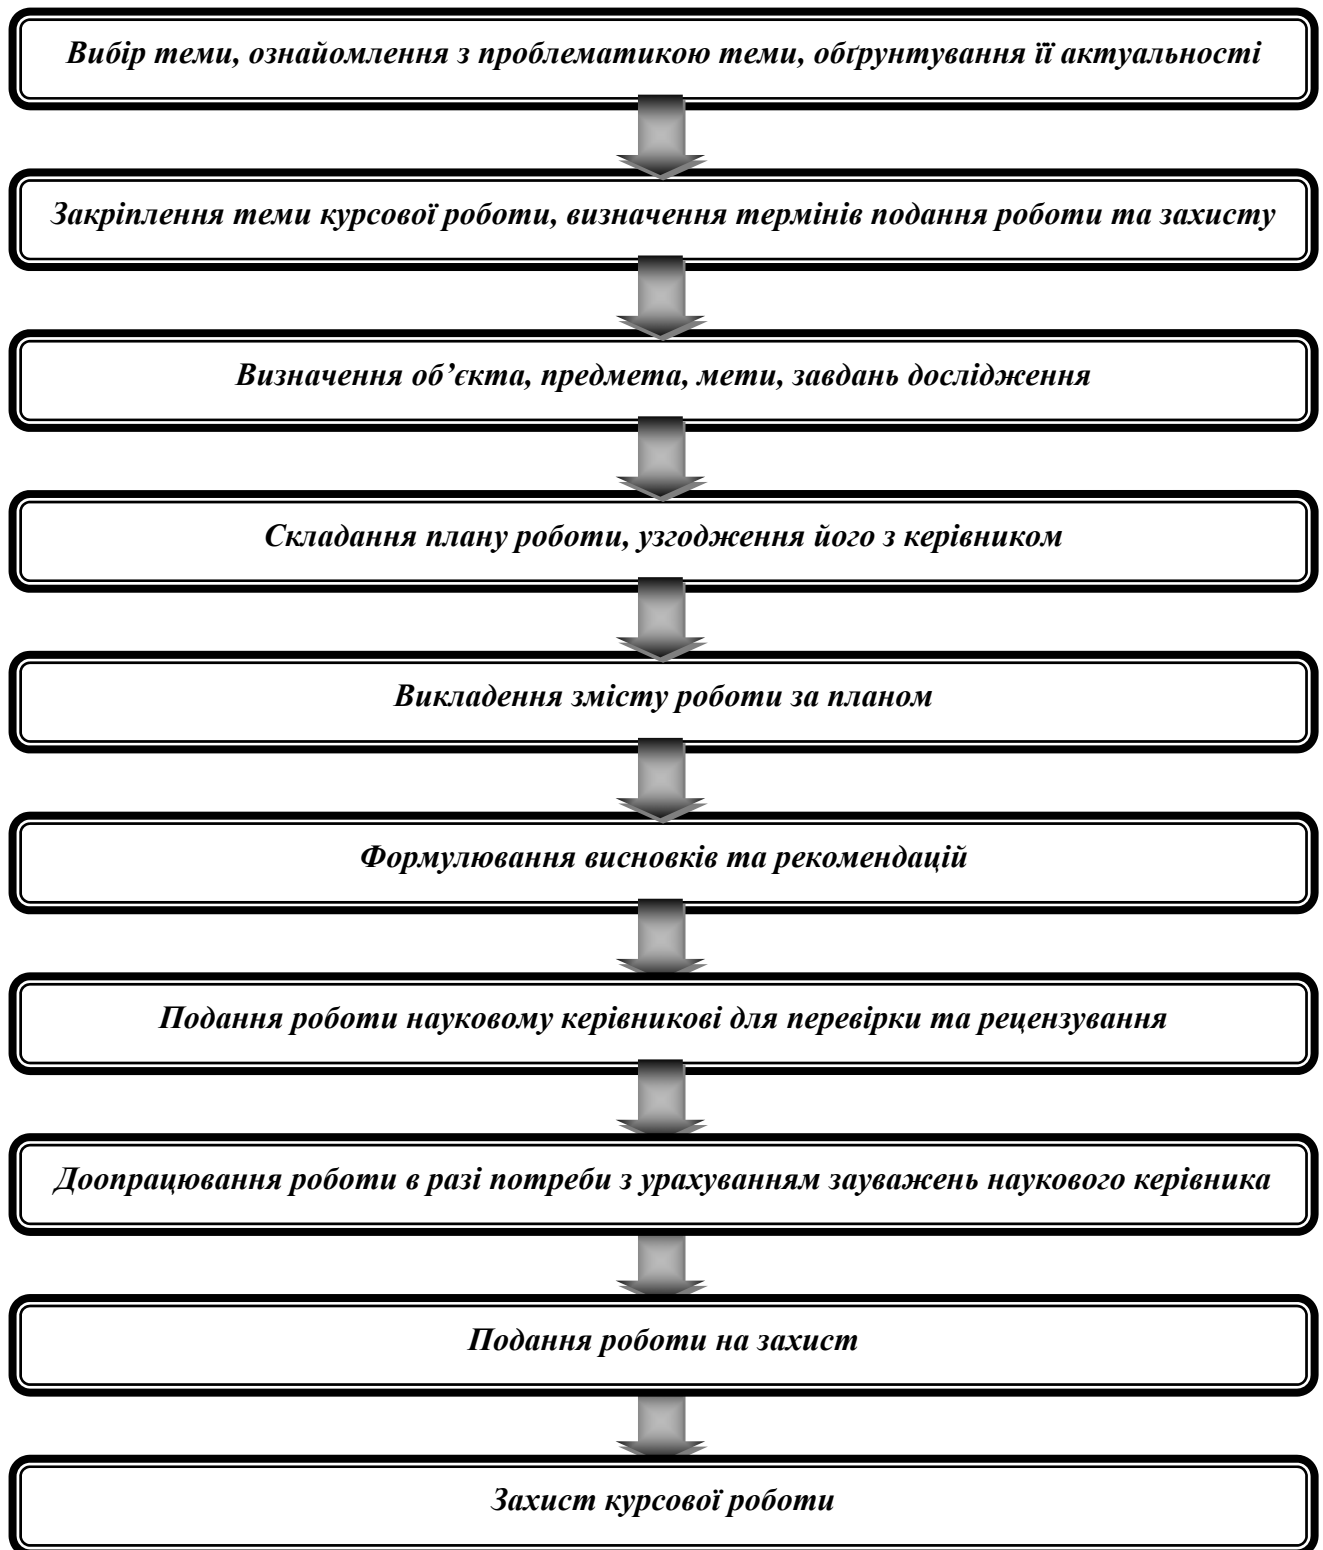 Вибір теми, ознайомлення з проблематикою теми, обґрунтування її актуальності
Закріплення теми курсової роботи, визначення термінів подання роботи та захисту
Визначення об’єкта, предмета, мети, завдань дослідження
Складання плану роботи, узгодження його з керівником
Викладення змісту роботи за планом
Формулювання висновків та рекомендацій
Подання роботи науковому керівникові для перевірки та рецензування
Доопрацювання роботи в разі потреби з урахуванням зауважень наукового керівника
Подання роботи на захист
Захист курсової роботи